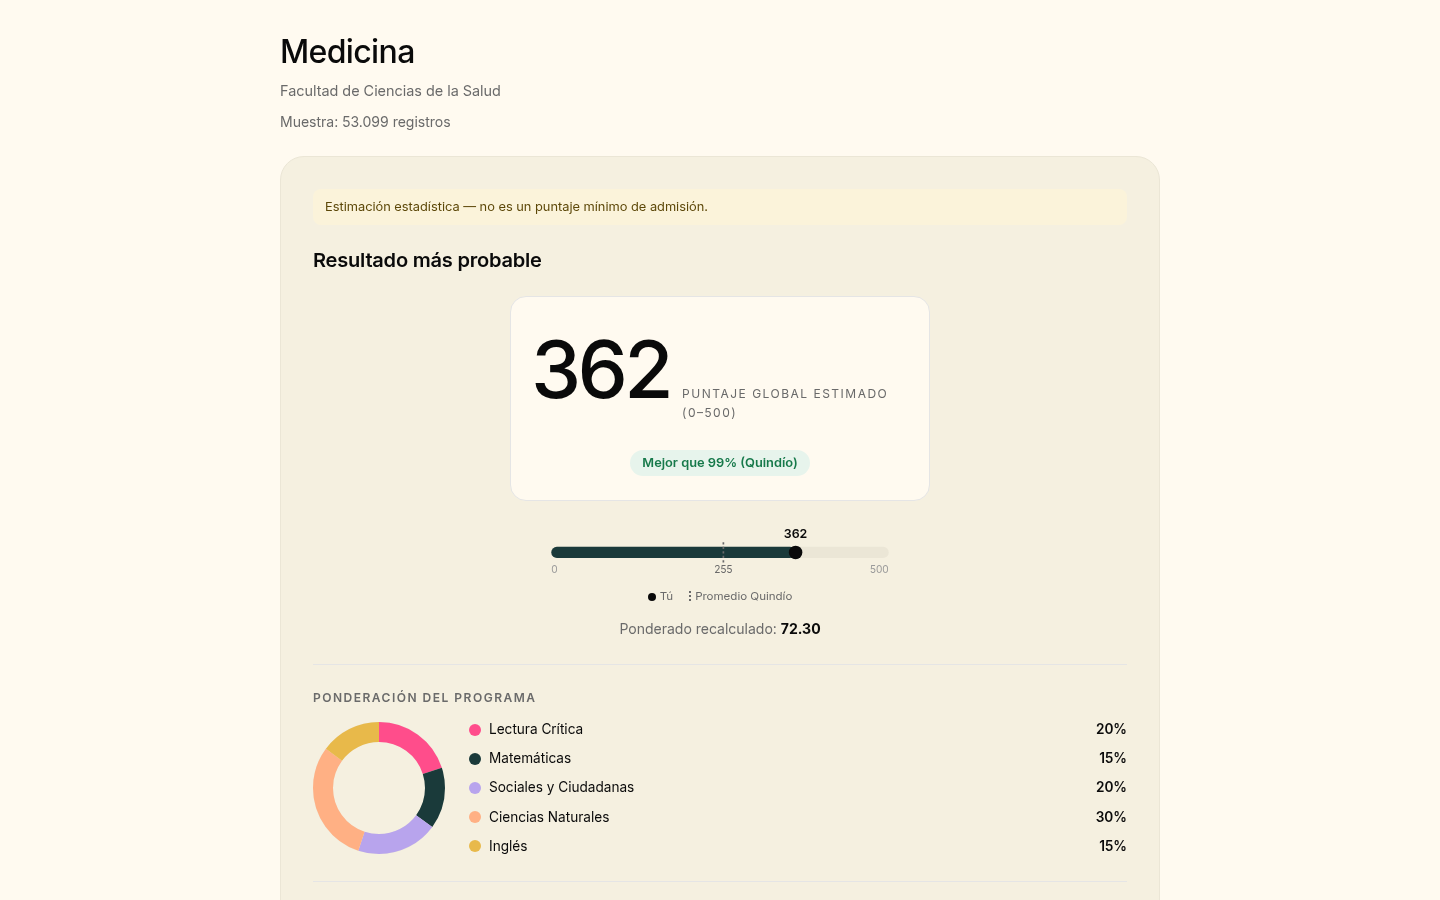 Medicina
Facultad de Ciencias de la Salud
Muestra: 53.099 registros
Estimación estadística — no es un puntaje mínimo de admisión.
Resultado más probable
362
PUNTAJE GLOBAL ESTIMADO
(0–500)
Mejor que 99% (Quindío)
362
0 255 500
Tú Promedio Quindío
Ponderado recalculado: 72.30
PONDERACIÓN DEL PROGRAMA
Lectura Crítica 20%
Matemáticas 15%
Sociales y Ciudadanas 20%
Ciencias Naturales 30%
Inglés 15%